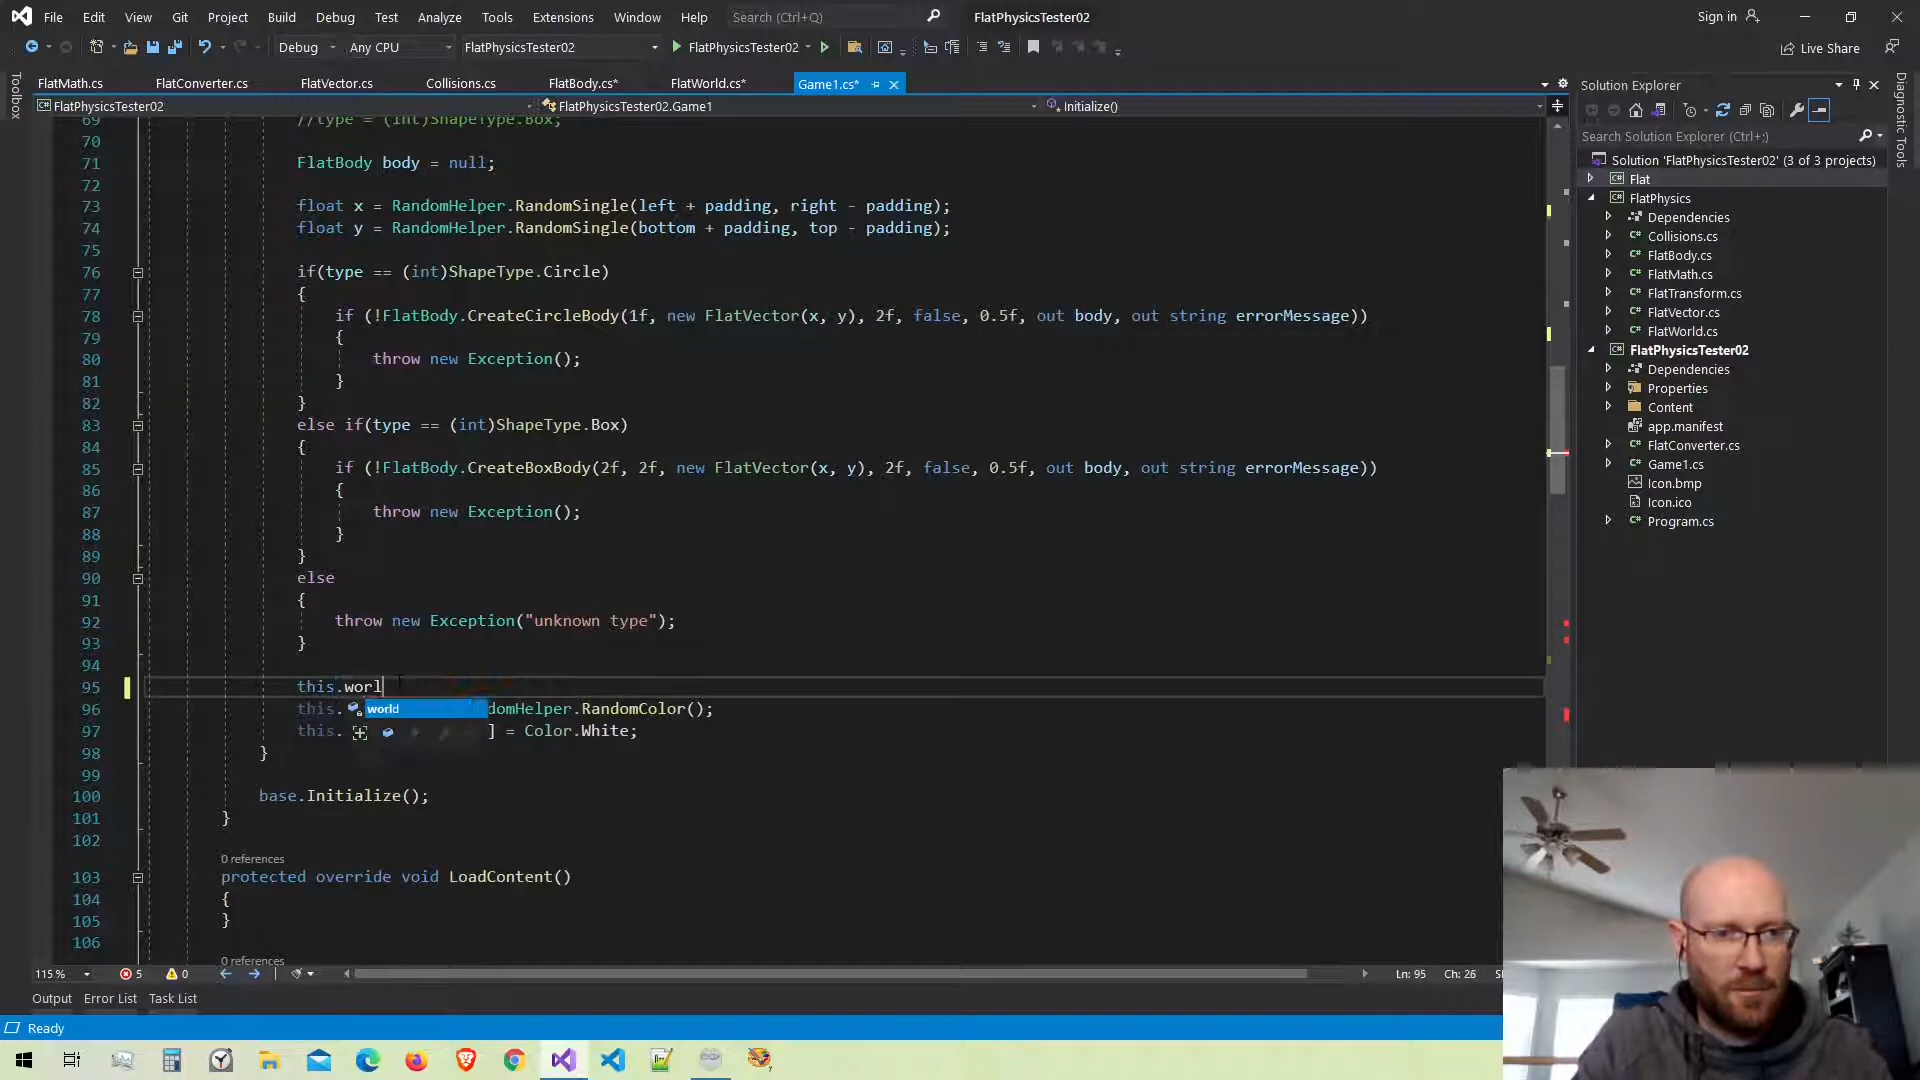 File Edit View Git Project Build Debug Test Analyze Tools Extensions Window Help Search (Ctrl+Q) FlatPhysicsTester02 Sign in
Debug Any CPU FlatPhysicsTester02 FlatPhysicsTester02 Live Share
Toolbox
FlatMath.cs FlatConverter.cs FlatVector.cs Collisions.cs FlatBody.cs* FlatWorld.cs* Game1.cs*
FlatPhysicsTester02 FlatPhysicsTester02.Game1 Initialize()
69 //type = (int)ShapeType.Box;
70
71 FlatBody body = null;
72
73 float x = RandomHelper.RandomSingle(left + padding, right - padding);
74 float y = RandomHelper.RandomSingle(bottom + padding, top - padding);
75
76 if(type == (int)ShapeType.Circle)
77 {
78 if (!FlatBody.CreateCircleBody(1f, new FlatVector(x, y), 2f, false, 0.5f, out body, out string errorMessage))
79 {
80 throw new Exception();
81 }
82 }
83 else if(type == (int)ShapeType.Box)
84 {
85 if (!FlatBody.CreateBoxBody(2f, 2f, new FlatVector(x, y), 2f, false, 0.5f, out body, out string errorMessage))
86 {
87 throw new Exception();
88 }
89 }
90 else
91 {
92 throw new Exception("unknown type");
93 }
94
95 this.worl
96 this. world domHelper.RandomColor();
97 this. ] = Color.White;
98 }
99
100 base.Initialize();
101 }
102
0 references
103 protected override void LoadContent()
104 {
105 }
106
0 references
115 % 5 0 Ln: 95 Ch: 26
Output Error List Task List
Ready
Solution Explorer
Search Solution Explorer (Ctrl+;)
Solution 'FlatPhysicsTester02' (3 of 3 projects)
Flat
FlatPhysics
Dependencies
Collisions.cs
FlatBody.cs
FlatMath.cs
FlatTransform.cs
FlatVector.cs
FlatWorld.cs
FlatPhysicsTester02
Dependencies
Properties
Content
app.manifest
FlatConverter.cs
Game1.cs
Icon.bmp
Icon.ico
Program.cs
Diagnostic Tools